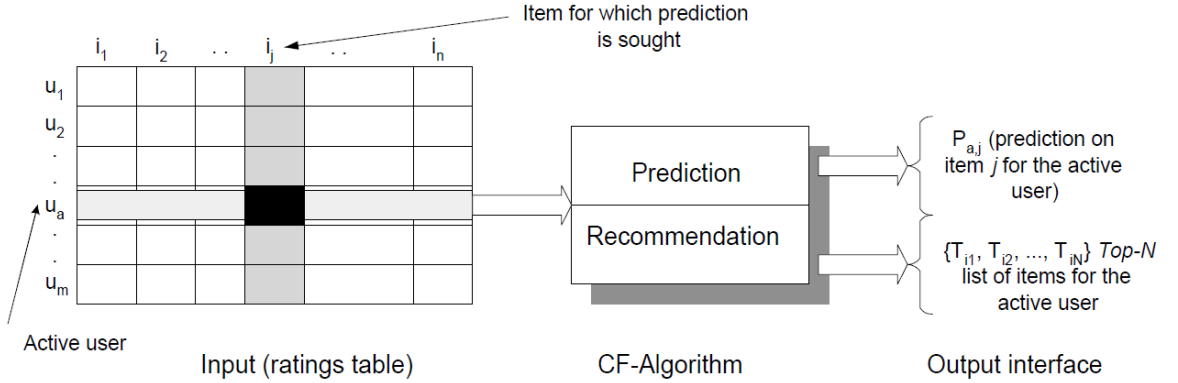 Item for which prediction
is sought
i1 i2 . . ij . . in
u1
u2
.
.
ua
.
.
um
Active user
Input (ratings table)
Prediction
Recommendation
CF-Algorithm
Pa,j (prediction on
item j for the active
user)
{Ti1, Ti2, ..., TiN} Top-N
list of items for the
active user
Output interface